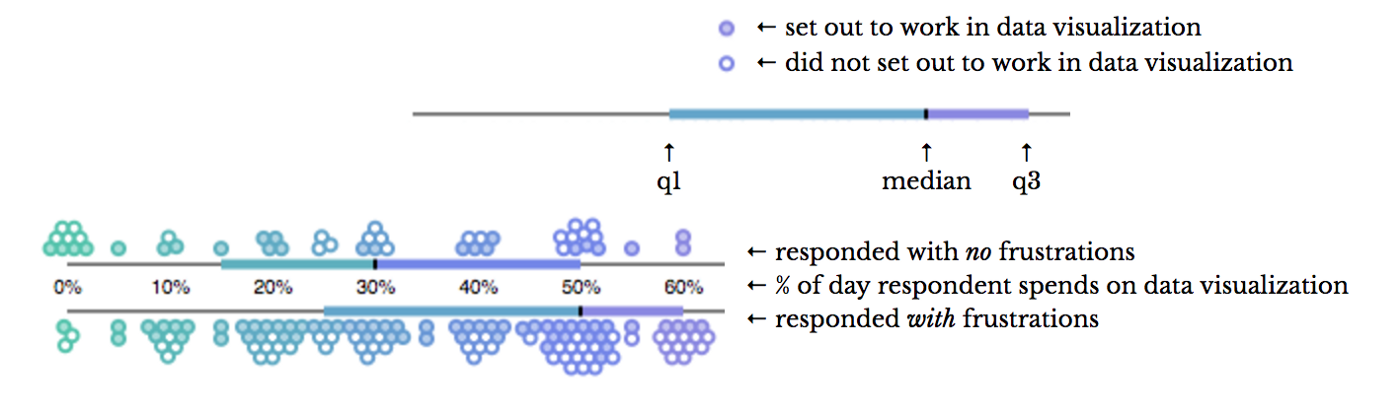 ← set out to work in data visualization
← did not set out to work in data visualization
↑ ↑ ↑
q1 median q3
← responded with no frustrations
0% 10% 20% 30% 40% 50% 60% ← % of day respondent spends on data visualization
← responded with frustrations